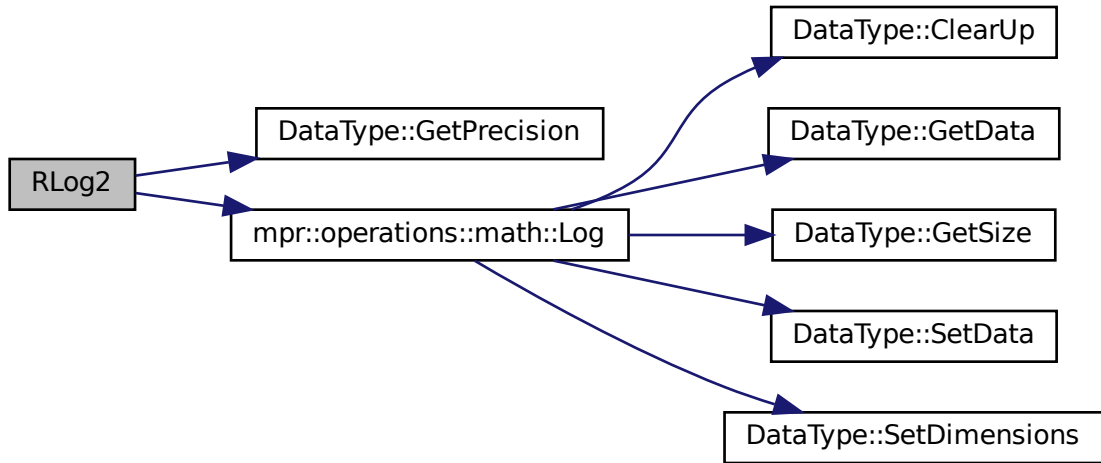 RLog2
DataType::GetPrecision
mpr::operations::math::Log
DataType::ClearUp
DataType::GetData
DataType::GetSize
DataType::SetData
DataType::SetDimensions